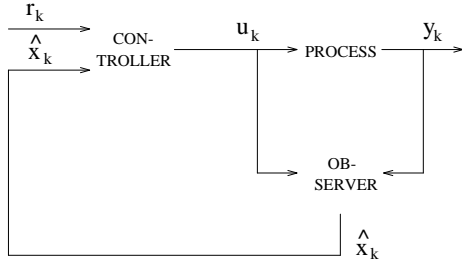 r_k
x̂_k
CON-
TROLLER
u_k
PROCESS
y_k
OB-
SERVER
x̂_k